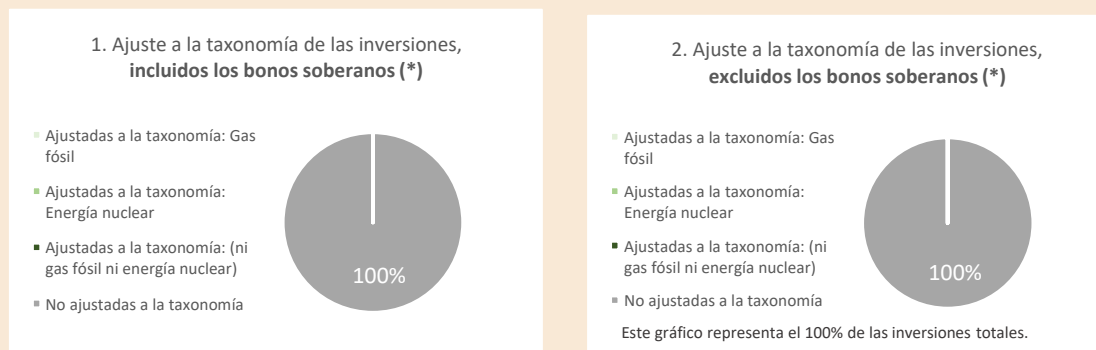 1. Ajuste a la taxonomía de las inversiones,
incluidos los bonos soberanos (*)
Ajustadas a la taxonomía: Gas
fósil
Ajustadas a la taxonomía:
Energía nuclear
Ajustadas a la taxonomía: (ni
gas fósil ni energía nuclear)
No ajustadas a la taxonomía
100%
2. Ajuste a la taxonomía de las inversiones,
excluidos los bonos soberanos (*)
Ajustadas a la taxonomía: Gas
fósil
Ajustadas a la taxonomía:
Energía nuclear
Ajustadas a la taxonomía: (ni
gas fósil ni energía nuclear)
No ajustadas a la taxonomía
100%
Este gráfico representa el 100% de las inversiones totales.